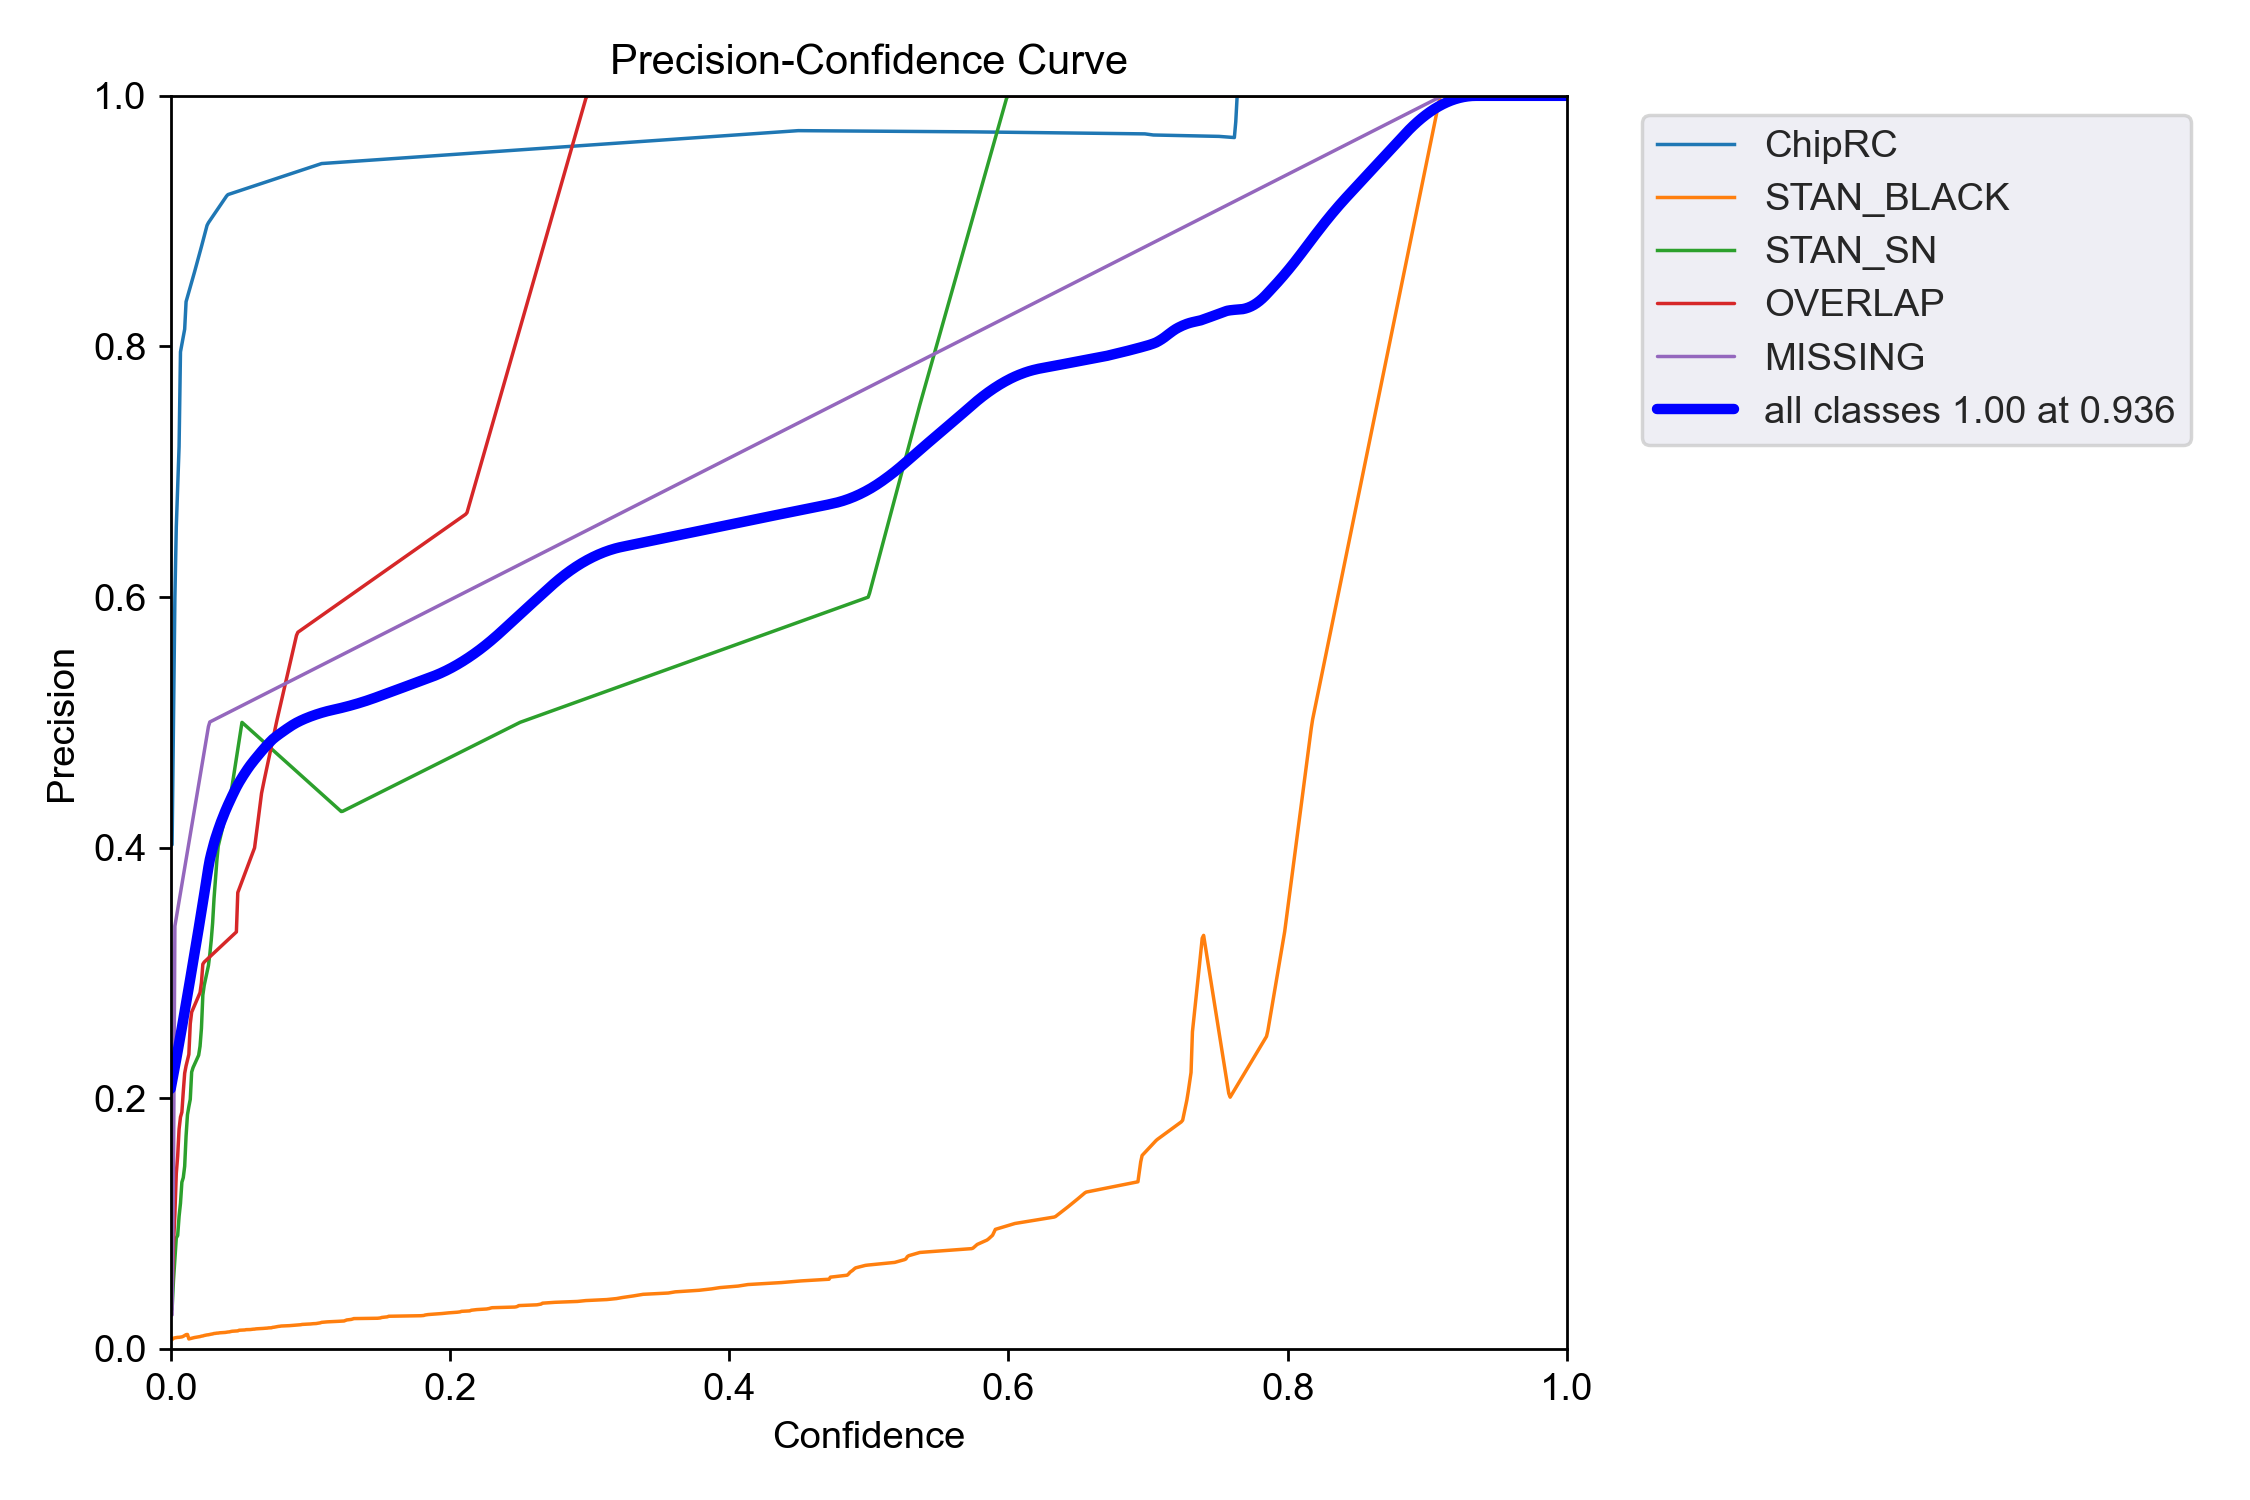 Precision-Confidence Curve
1.0
0.8
0.6
0.4
0.2
0.0
Precision
0.0 0.2 0.4 0.6 0.8 1.0
Confidence
ChipRC
STAN_BLACK
STAN_SN
OVERLAP
MISSING
all classes 1.00 at 0.936